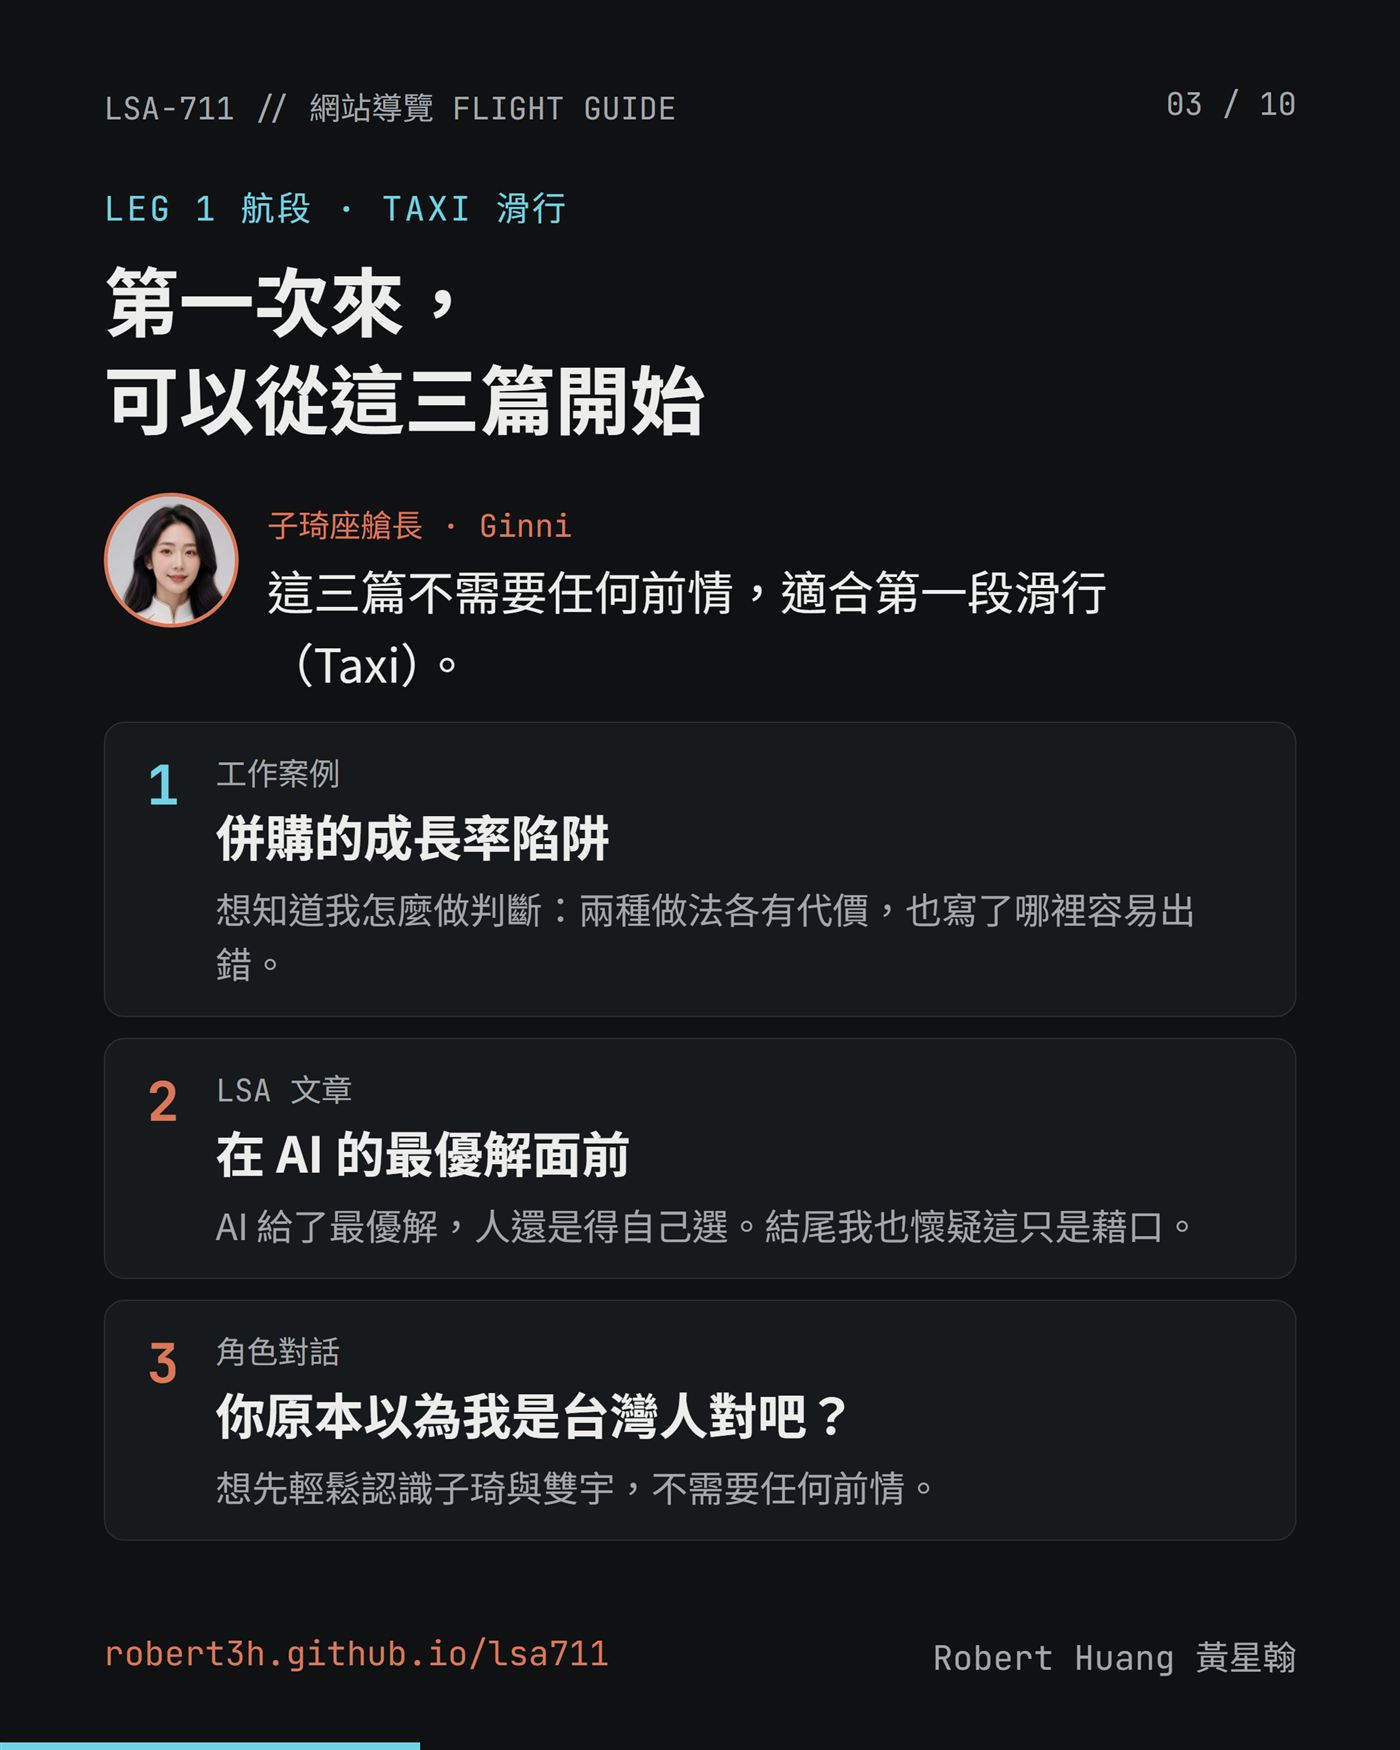 LSA-711 // 網站導覽 FLIGHT GUIDE
03 / 10
LEG 1 航段 · TAXI 滑行
第一次來，
可以從這三篇開始
子琦座艙長 · Ginni
這三篇不需要任何前情，適合第一段滑行
（Taxi）。
1
工作案例
併購的成長率陷阱
想知道我怎麼做判斷：兩種做法各有代價，也寫了哪裡容易出
錯。
2
LSA 文章
在 AI 的最優解面前
AI 給了最優解，人還是得自己選。結尾我也懷疑這只是藉口。
3
角色對話
你原本以為我是台灣人對吧？
想先輕鬆認識子琦與雙宇，不需要任何前情。
robert3h.github.io/lsa711
Robert Huang 黃星翰